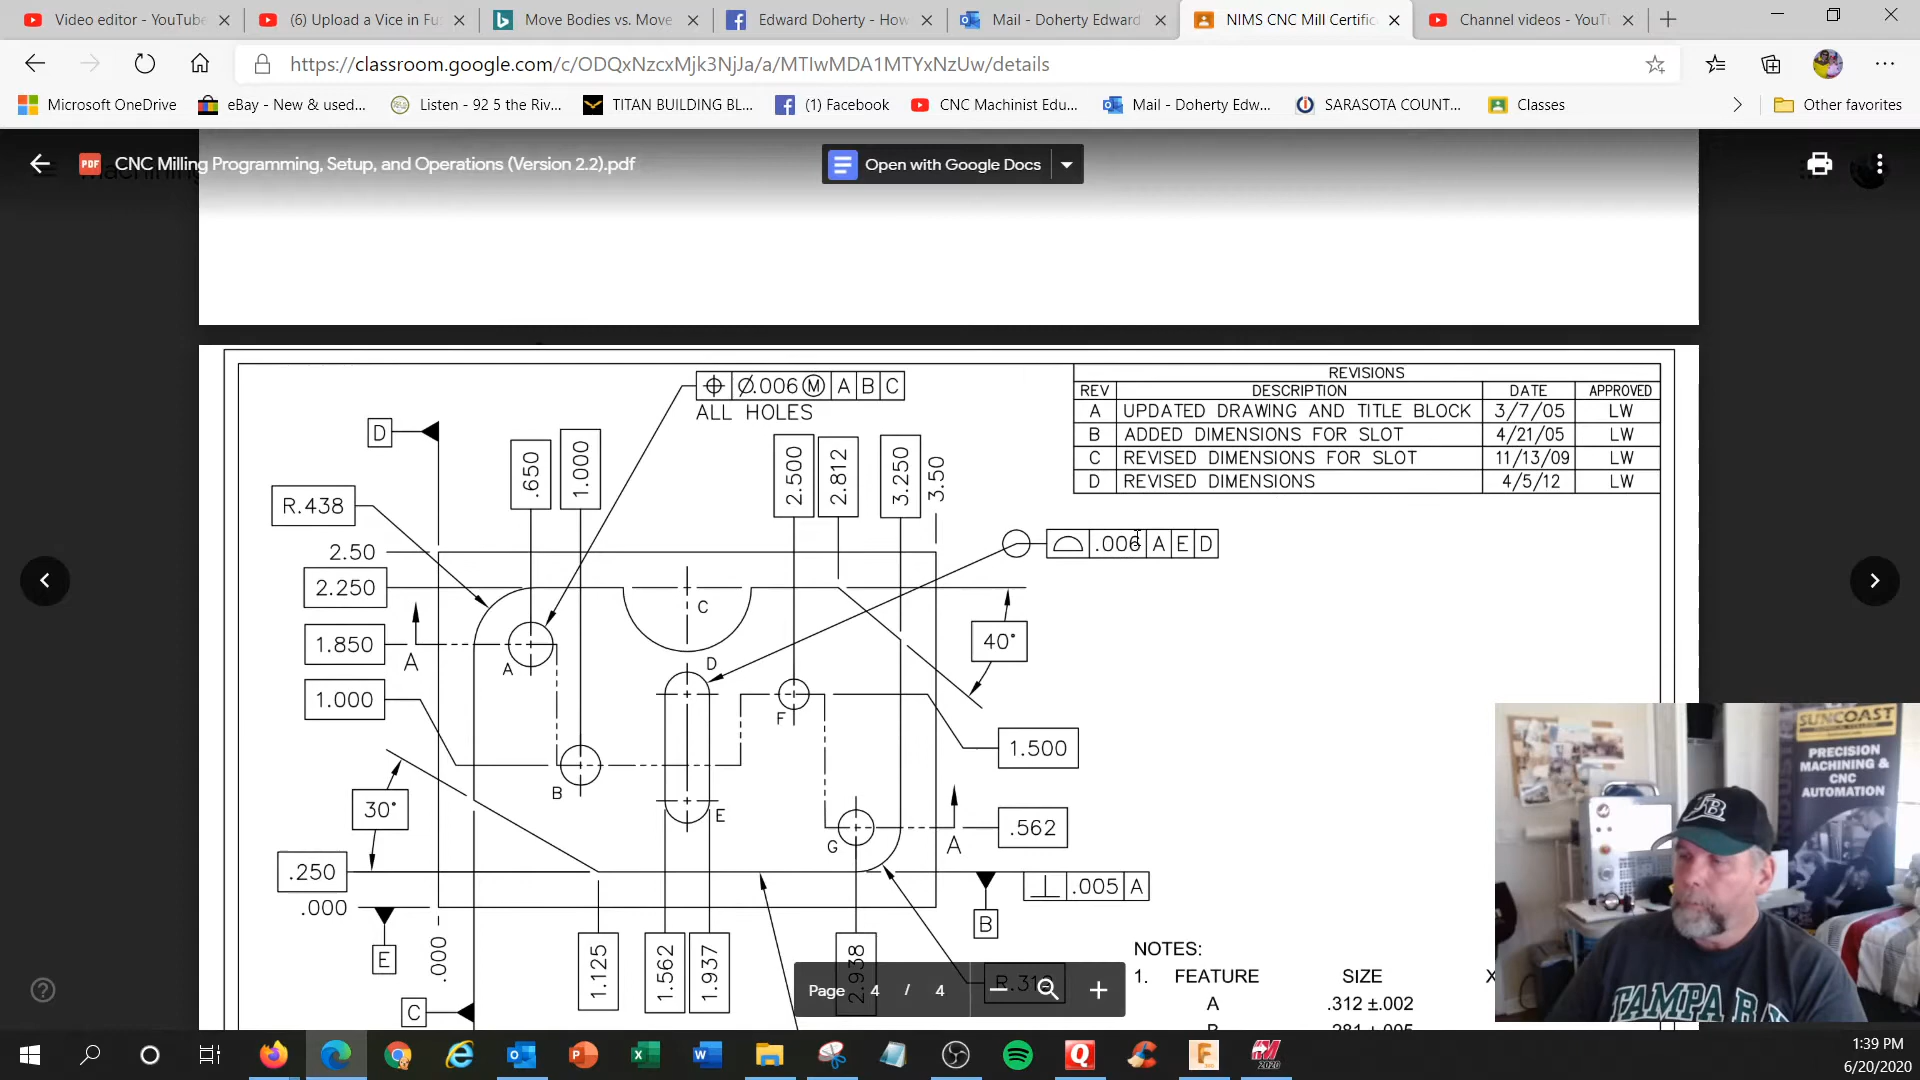 Video editor - YouTube
(6) Upload a Vice in Fu
Move Bodies vs. Move
Edward Doherty - How
Mail - Doherty Edward
NIMS CNC Mill Certific
Channel videos - YouTu
https://classroom.google.com/c/ODQxNzcxMjk3NjJa/a/MTIwMDA1MTYxNzUw/details
Microsoft OneDrive
eBay - New & used...
Listen - 92 5 the Riv...
TITAN BUILDING BL...
(1) Facebook
CNC Machinist Edu...
Mail - Doherty Edw...
SARASOTA COUNT...
Classes
Other favorites
PDF
CNC Milling Programming, Setup, and Operations (Version 2.2).pdf
Open with Google Docs
REVISIONS
REV DESCRIPTION DATE APPROVED
A UPDATED DRAWING AND TITLE BLOCK 3/7/05 LW
B ADDED DIMENSIONS FOR SLOT 4/21/05 LW
C REVISED DIMENSIONS FOR SLOT 11/13/09 LW
D REVISED DIMENSIONS 4/5/12 LW
⌖ Ø.006 Ⓜ A B C
ALL HOLES
D
.650
1.000
2.500
2.812
3.250
3.50
R.438
2.50
.006 A E D
2.250
C
1.850
A
A
D
40°
1.000
F
1.500
B
30°
E
G
A
.562
.250
⊥ .005 A
.000
E
.000
B
1.125
1.562
1.937
2.938
C
NOTES:
1. FEATURE SIZE X
A .312 ±.002
B .281 ±.005
Page 4 / 4
SUNCOAST
PRECISION
MACHINING &
CNC
AUTOMATION
TAMPA BA
1:39 PM
6/20/2020